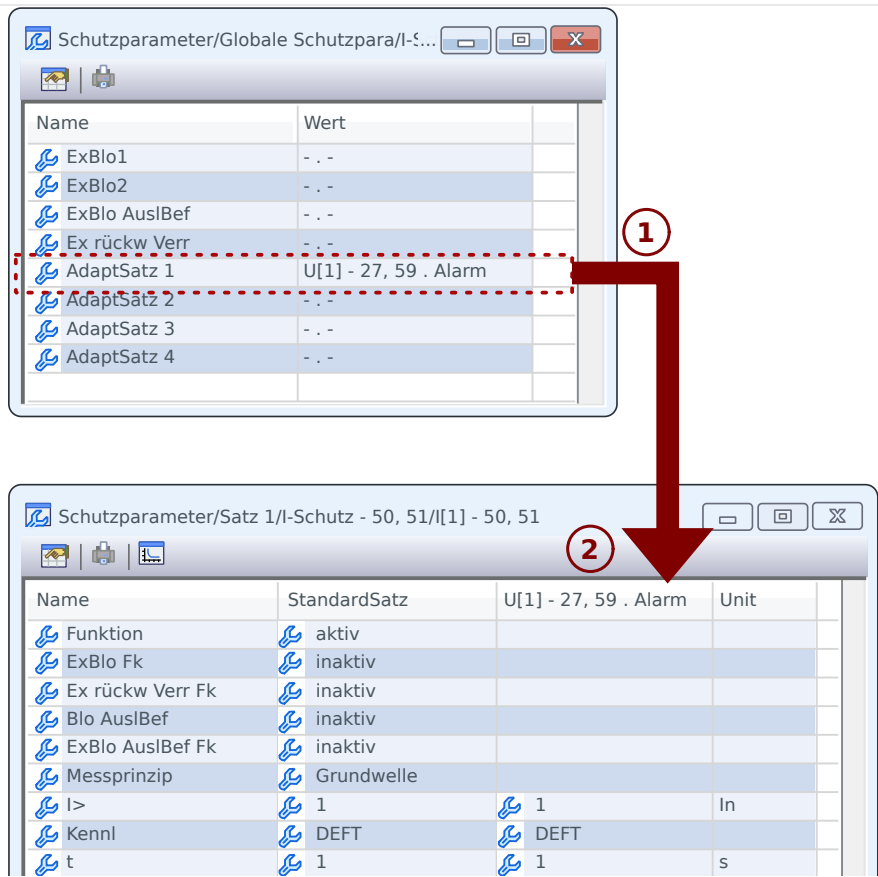 Schutzparameter/Globale Schutzpara/I-S...
Name Wert
ExBlo1 - . -
ExBlo2 - . -
ExBlo AuslBef - . -
Ex rückw Verr - . -
AdaptSatz 1 U[1] - 27, 59 . Alarm
AdaptSatz 2 - . -
AdaptSatz 3 - . -
AdaptSatz 4 - . -
1
Schutzparameter/Satz 1/I-Schutz - 50, 51/I[1] - 50, 51
2
Name StandardSatz U[1] - 27, 59 . Alarm Unit
Funktion aktiv
ExBlo Fk inaktiv
Ex rückw Verr Fk inaktiv
Blo AuslBef inaktiv
ExBlo AuslBef Fk inaktiv
Messprinzip Grundwelle
I> 1 1 In
Kennl DEFT DEFT
t 1 1 s